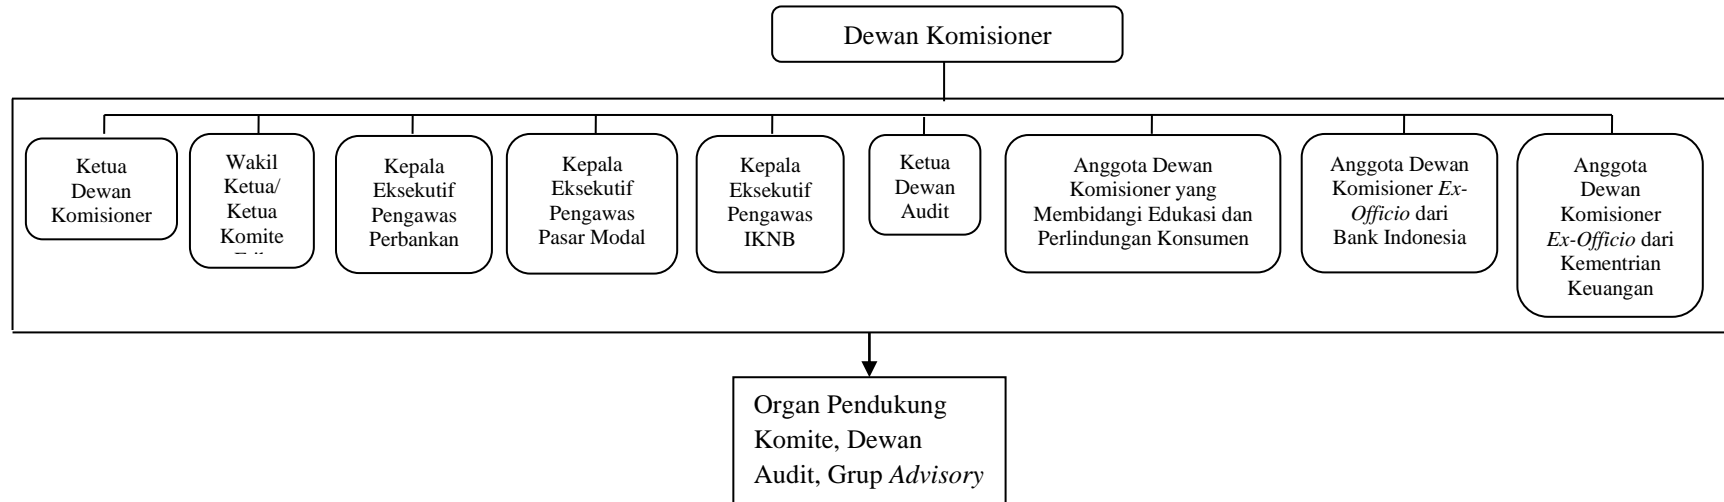 Dewan Komisioner
Ketua
Dewan
Komisioner
Wakil
Ketua/
Ketua
Komite
Kepala
Eksekutif
Pengawas
Perbankan
Kepala
Eksekutif
Pengawas
Pasar Modal
Kepala
Eksekutif
Pengawas
IKNB
Ketua
Dewan
Audit
Anggota Dewan
Komisioner yang
Membidangi Edukasi dan
Perlindungan Konsumen
Anggota Dewan
Komisioner Ex-
Officio dari
Bank Indonesia
Anggota
Dewan
Komisioner
Ex-Officio dari
Kementrian
Keuangan
Organ Pendukung
Komite, Dewan
Audit, Grup Advisory